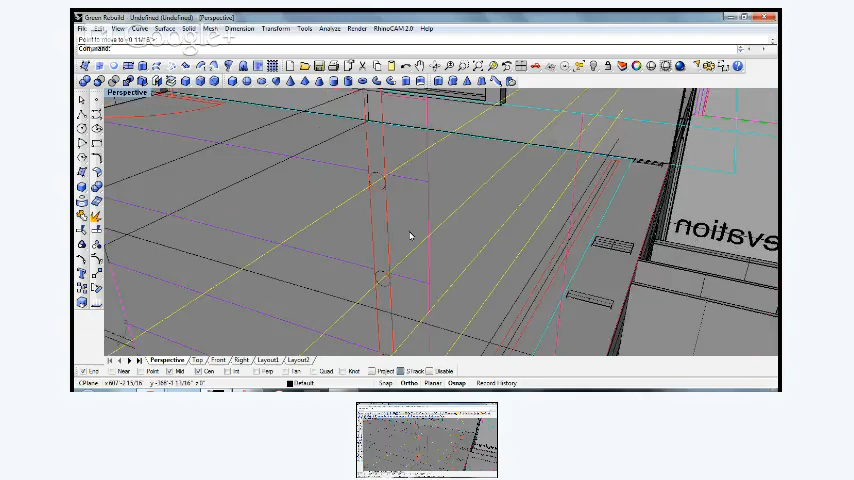 Green Rebuild - Undefined (Undefined) - [Perspective]
File Edit View Curve Surface Solid Mesh Dimension Transform Tools Analyze Render RhinoCAM 2.0 Help
Google+
Command:
Perspective
evation
Perspective Top Front Right Layout1 Layout2
End Near Point Mid Cen Int Perp Tan Quad Knot Project STrack Disable
CPlane Default Snap Ortho Planar Osnap Record History